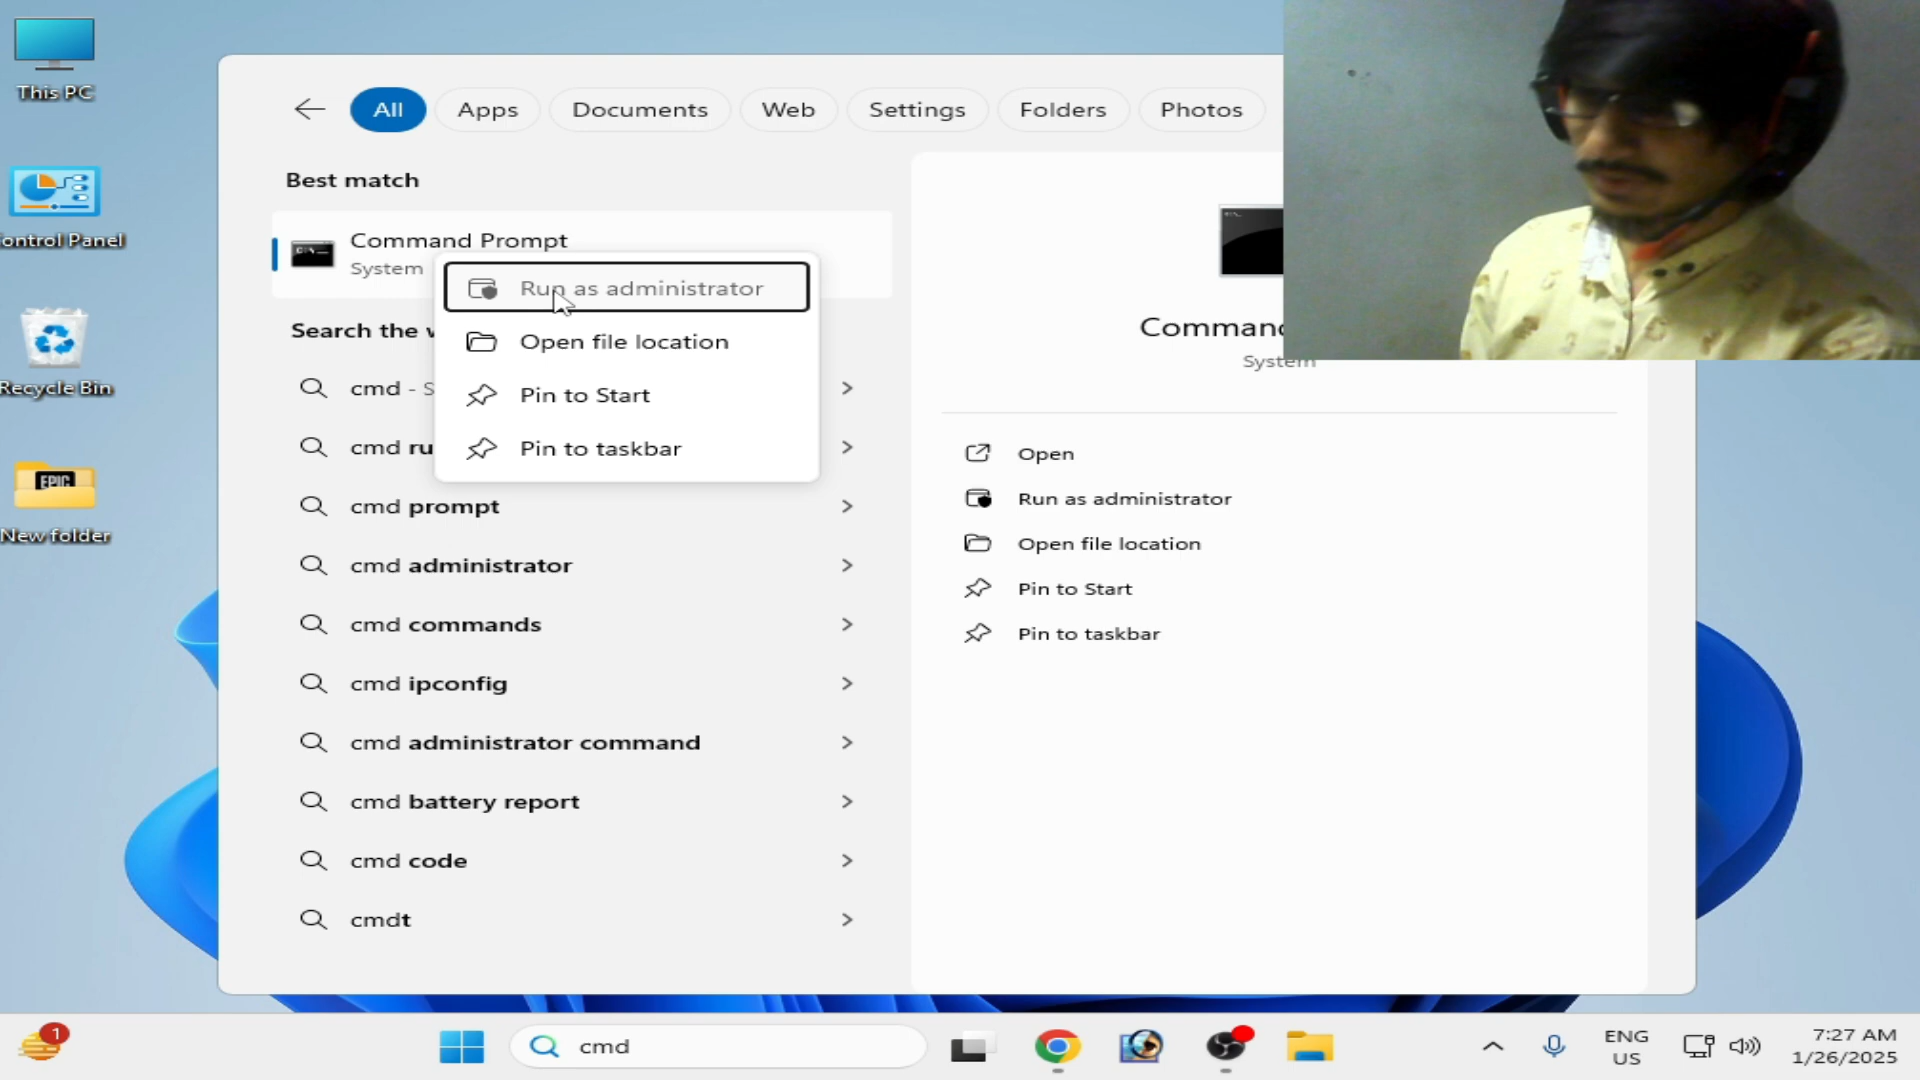 This PC
ontrol Panel
Recycle Bin
EPIC
New folder
All
Apps
Documents
Web
Settings
Folders
Photos
Best match
Command Prompt
System
Run as administrator
Open file location
Pin to Start
Pin to taskbar
Search the w
cmd - S
cmd ru
cmd prompt
cmd administrator
cmd commands
cmd ipconfig
cmd administrator command
cmd battery report
cmd code
cmdt
Comman
System
Open
Run as administrator
Open file location
Pin to Start
Pin to taskbar
1
cmd
ENG
US
7:27 AM
1/26/2025